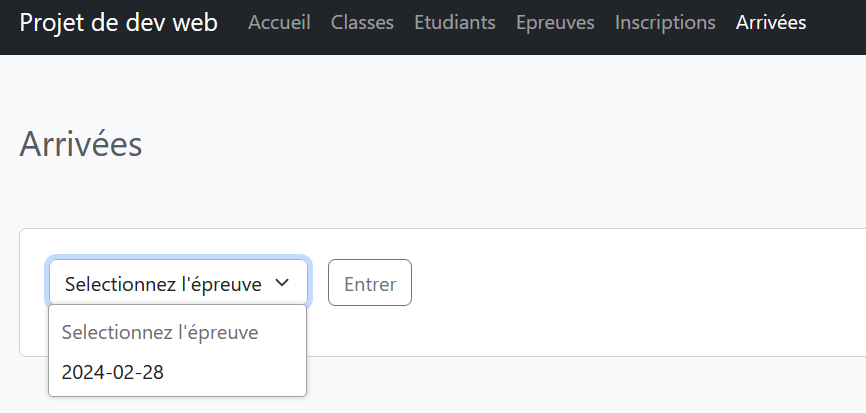 Projet de dev web Accueil Classes Etudiants Epreuves Inscriptions Arrivées
Arrivées
Selectionnez l'épreuve Entrer
Selectionnez l'épreuve
2024-02-28